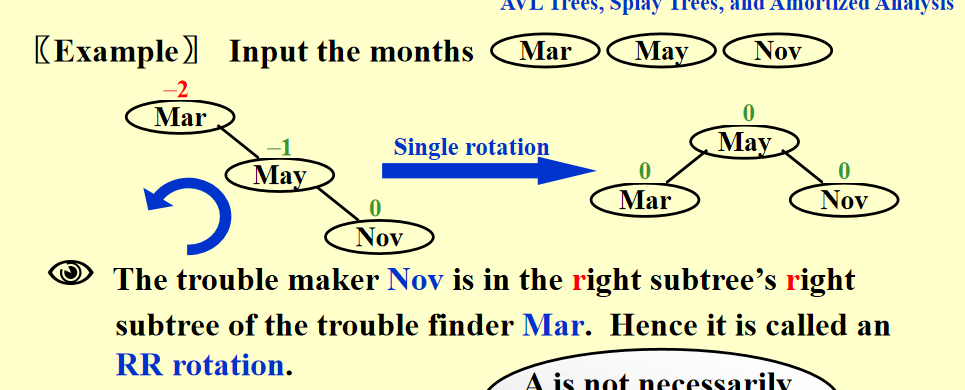 AVL Trees, Splay Trees, and Amortized Analysis
〖Example〗 Input the months Mar May Nov
–2
Mar
–1
May
0
Nov
Single rotation
0
May
0
Mar
0
Nov
The trouble maker Nov is in the right subtree’s right
subtree of the trouble finder Mar. Hence it is called an
RR rotation.
A is not necessarily